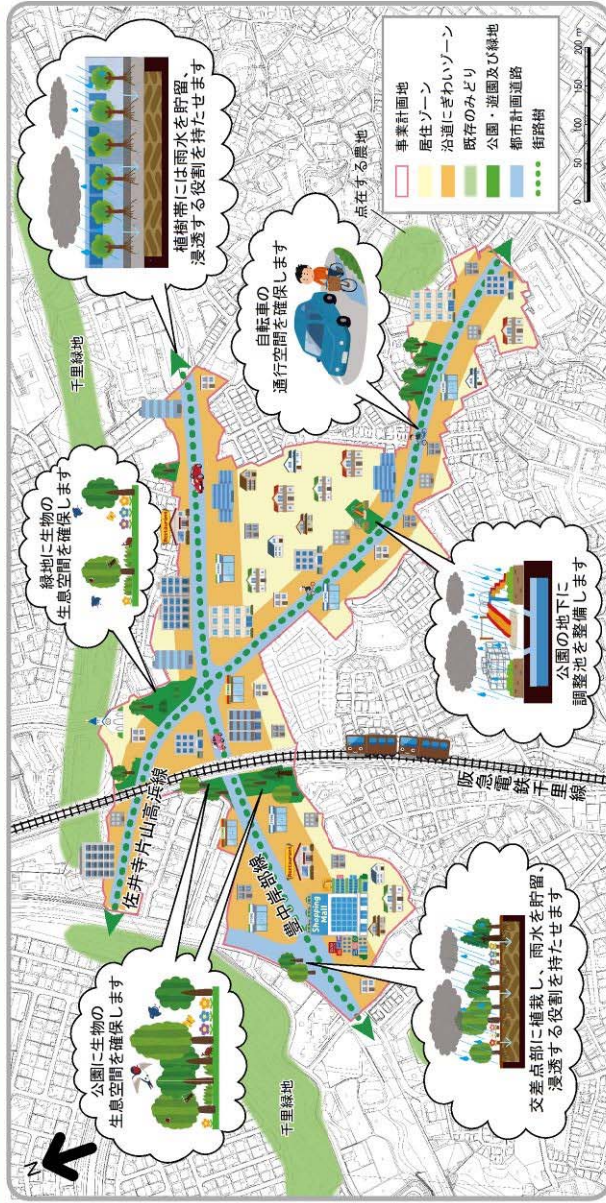 N
公園に生物の
生息空間を確保します
緑地に生物の
生息空間を確保します
千里緑地
植樹帯には雨水を貯留、
浸透する役割を持たせます
佐井寺片山高浜線
Restaurant
自転車の
通行空間を確保します
点在する農地
千里緑地
豊中岸部線
Restaurant
Shopping
Mall
阪急電鉄千里線
交差点部に植栽し、雨水を貯留、
浸透する役割を持たせます
公園の地下に
調整池を整備します
事業計画地
居住ゾーン
沿道にぎわいゾーン
既存のみどり
公園・遊園及び緑地
都市計画道路
街路樹
0 50 100 150 200 m